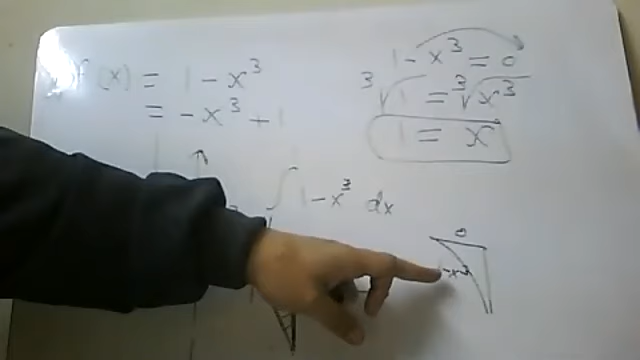 f(x) = 1 - x³
= -x³ + 1
1 - x³ = 0
³√1 = ³√x³
1 = x
∫ 1 - x³ dx
0